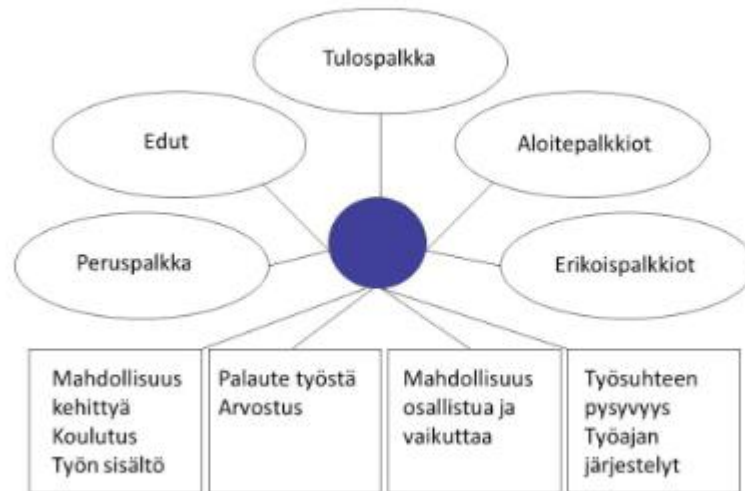 Tulospalkka
Edut
Aloitepalkkiot
Peruspalkka
Erikoispalkkiot
Mahdollisuus
kehittyä
Koulutus
Työn sisältö
Palaute työstä
Arvostus
Mahdollisuus
osallistua ja
vaikuttaa
Työsuhteen
pysyvyys
Työajan
järjestelyt